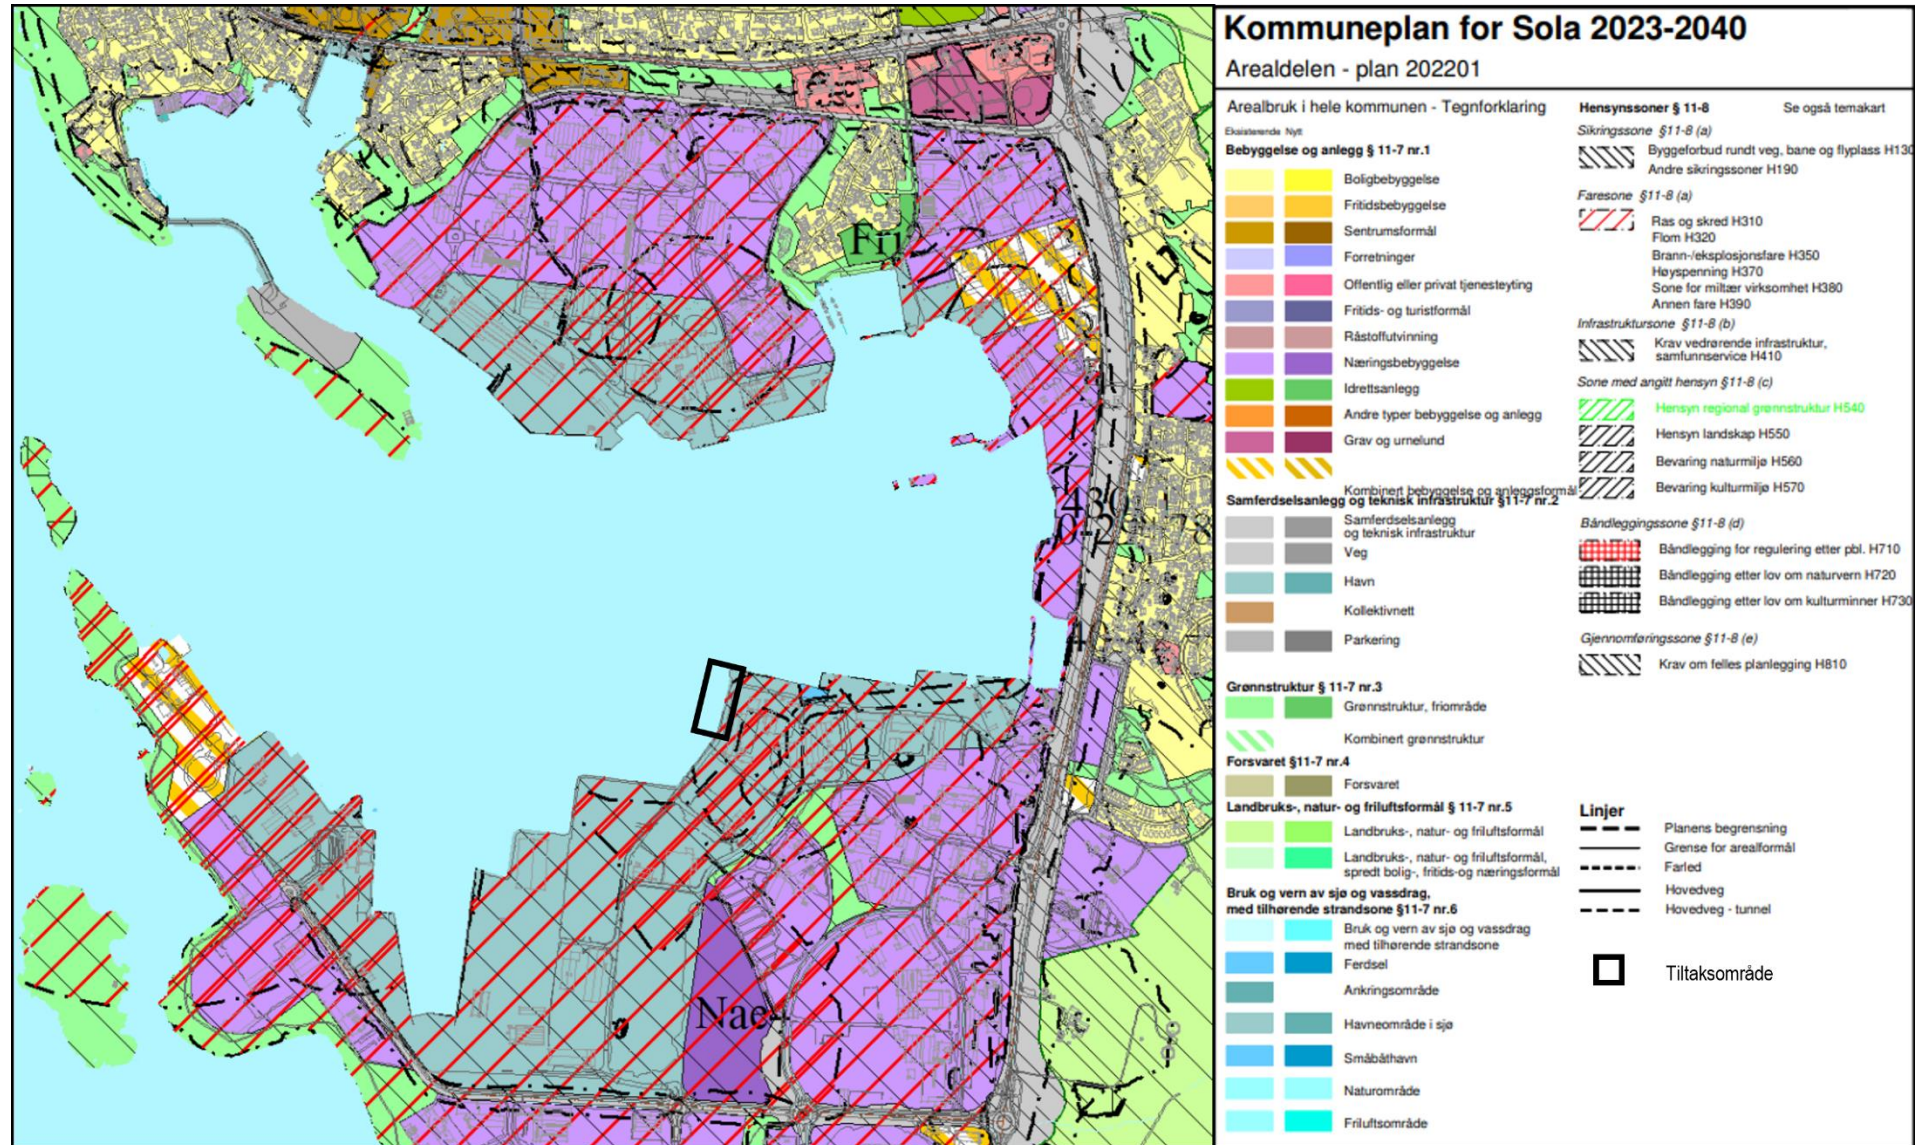 Kommuneplan for Sola 2023-2040
Arealdelen - plan 202201
Arealbruk i hele kommunen - Tegnforklaring
Eksisterende Nytt
Bebyggelse og anlegg § 11-7 nr.1
Boligbebyggelse
Fritidsbebyggelse
Sentrumsformål
Forretninger
Offentlig eller privat tjenesteyting
Fritids- og turistformål
Råstoffutvinning
Næringsbebyggelse
Idrettsanlegg
Andre typer bebyggelse og anlegg
Grav og urnelund
Kombinert bebyggelse og anleggsformål
Samferdselsanlegg og teknisk infrastruktur §11-7 nr.2
Samferdselsanlegg
og teknisk infrastruktur
Veg
Havn
Kollektivnett
Parkering
Grønnstruktur § 11-7 nr.3
Grønnstruktur, friområde
Kombinert grønnstruktur
Forsvaret §11-7 nr.4
Forsvaret
Landbruks-, natur- og friluftsformål § 11-7 nr.5
Landbruks-, natur- og friluftsformål
Landbruks-, natur- og friluftsformål,
spredt bolig-, fritids-og næringsformål
Bruk og vern av sjø og vassdrag,
med tilhørende strandsone §11-7 nr.6
Bruk og vern av sjø og vassdrag
med tilhørende strandsone
Ferdsel
Ankringsområde
Havneområde i sjø
Småbåthavn
Naturområde
Friluftsområde
Hensynssoner § 11-8
Se også temakart
Sikringssone §11-8 (a)
Byggeforbud rundt veg, bane og flyplass H130
Andre sikringssoner H190
Faresone §11-8 (a)
Ras og skred H310
Flom H320
Brann-/eksplosjonsfare H350
Høyspenning H370
Sone for militær virksomhet H380
Annen fare H390
Infrastruktursone §11-8 (b)
Krav vedrørende infrastruktur,
samfunnservice H410
Sone med angitt hensyn §11-8 (c)
Hensyn regional grønnstruktur H540
Hensyn landskap H550
Bevaring naturmiljø H560
Bevaring kulturmiljø H570
Båndleggingssone §11-8 (d)
Båndlegging for regulering etter pbl. H710
Båndlegging etter lov om naturvern H720
Båndlegging etter lov om kulturminner H730
Gjennomføringssone §11-8 (e)
Krav om felles planlegging H810
Linjer
Planens begrensning
Grense for arealformål
Farled
Hovedveg
Hovedveg - tunnel
Tiltaksområde
Fri
Nae-